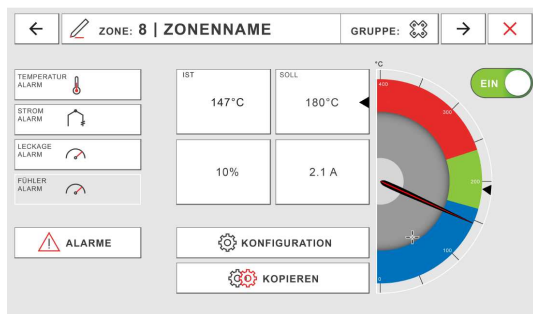 ZONE: 8 | ZONENNAME
GRUPPE:
TEMPERATUR
ALARM
STROM
ALARM
LECKAGE
ALARM
FÜHLER
ALARM
ALARME
IST
147°C
SOLL
180°C
10%
2.1 A
KONFIGURATION
KOPIEREN
°C
400
300
200
100
0
EIN